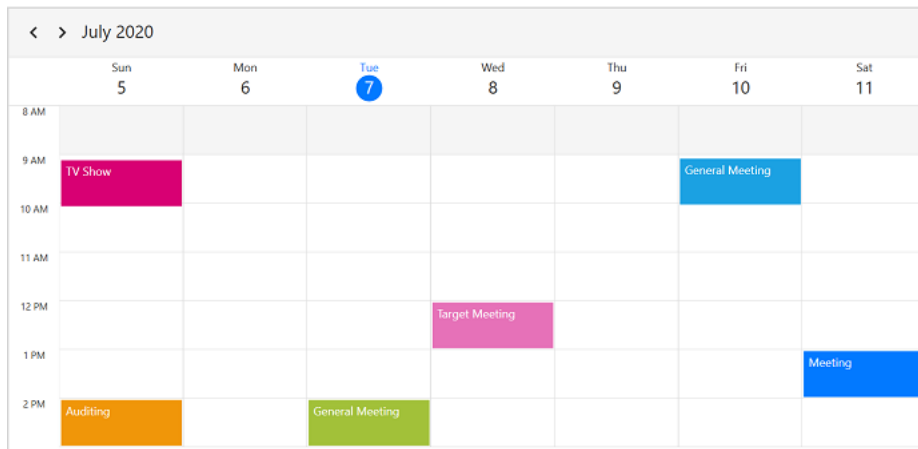 July 2020
Sun Mon Tue Wed Thu Fri Sat
5 6 7 8 9 10 11
8 AM
9 AM
TV Show General Meeting
10 AM
11 AM
12 PM
Target Meeting
1 PM
Meeting
2 PM
Auditing General Meeting